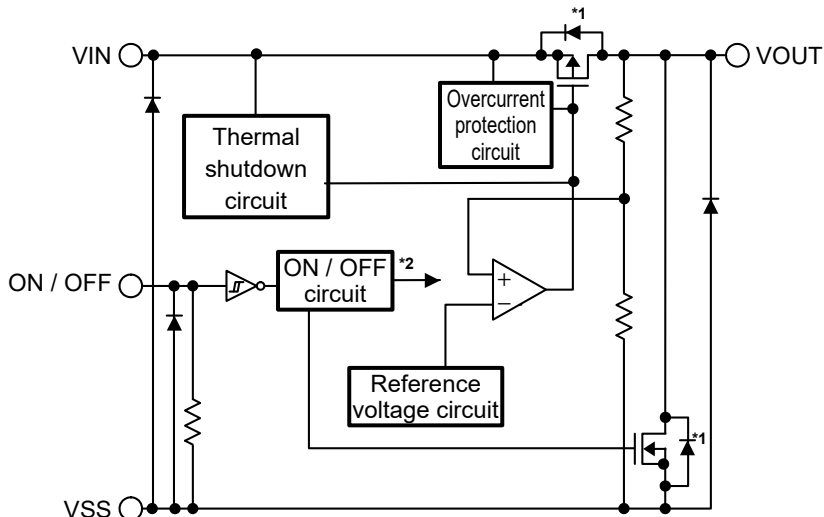 *1
VIN
VOUT
Overcurrent
protection
circuit
Thermal
shutdown
circuit
ON / OFF
ON / OFF
circuit
*2
+
−
Reference
voltage circuit
*1
VSS